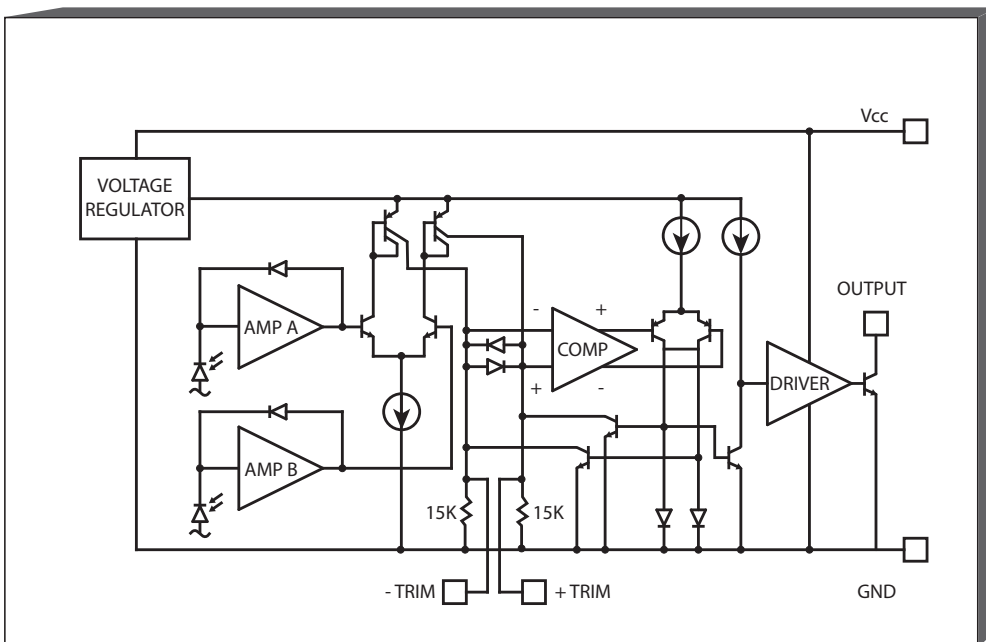 Vcc
VOLTAGE
REGULATOR
OUTPUT
AMP A
- +
COMP
+ -
DRIVER
AMP B
15K 15K
- TRIM + TRIM
GND